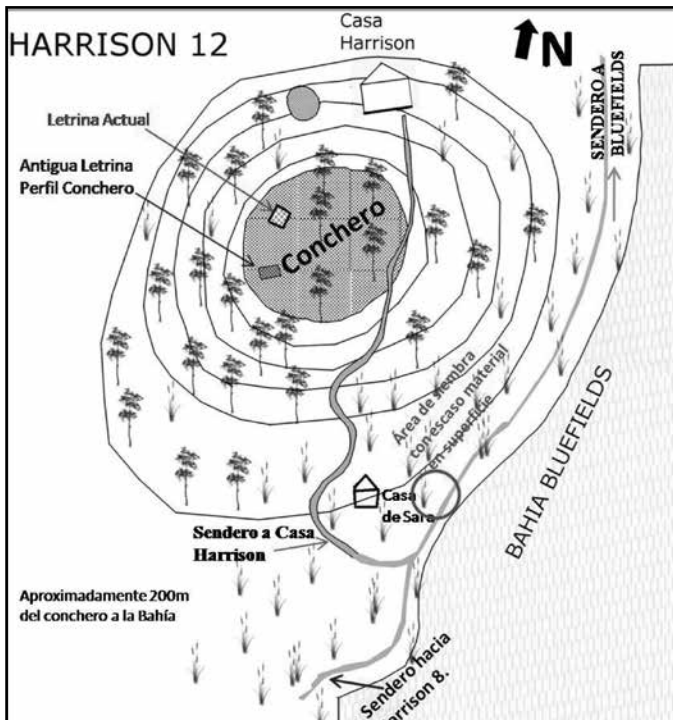 HARRISON 12
Casa
Harrison
N
SENDERO A
BLUEFIELDS
Letrina Actual
Antigua Letrina
Perfil Conchero
Conchero
Área de siembra
con escaso material
en superficie
BAHIA BLUEFIELDS
Casa
de Sara
Sendero a Casa
Harrison
Aproximadamente 200m
del conchero a la Bahía
Sendero hacia
Harrison 8.